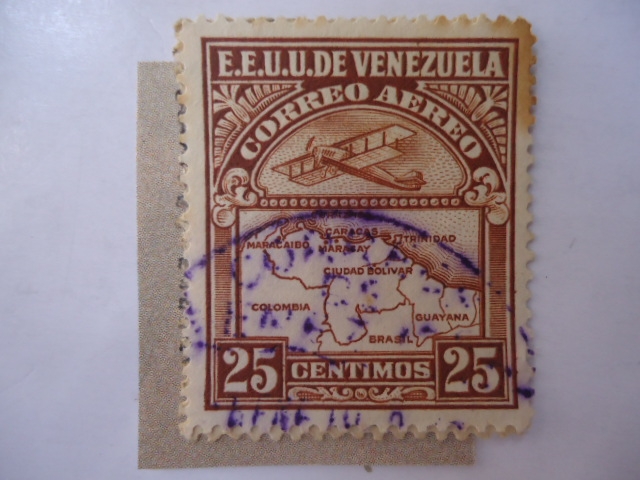 E.E.U.U. DE VENEZUELA
CORREO AEREO
CARACAS
MARACAIBO MARACAY TRINIDAD
CIUDAD BOLIVAR
COLOMBIA GUAYANA
BRASIL
25 CENTIMOS 25